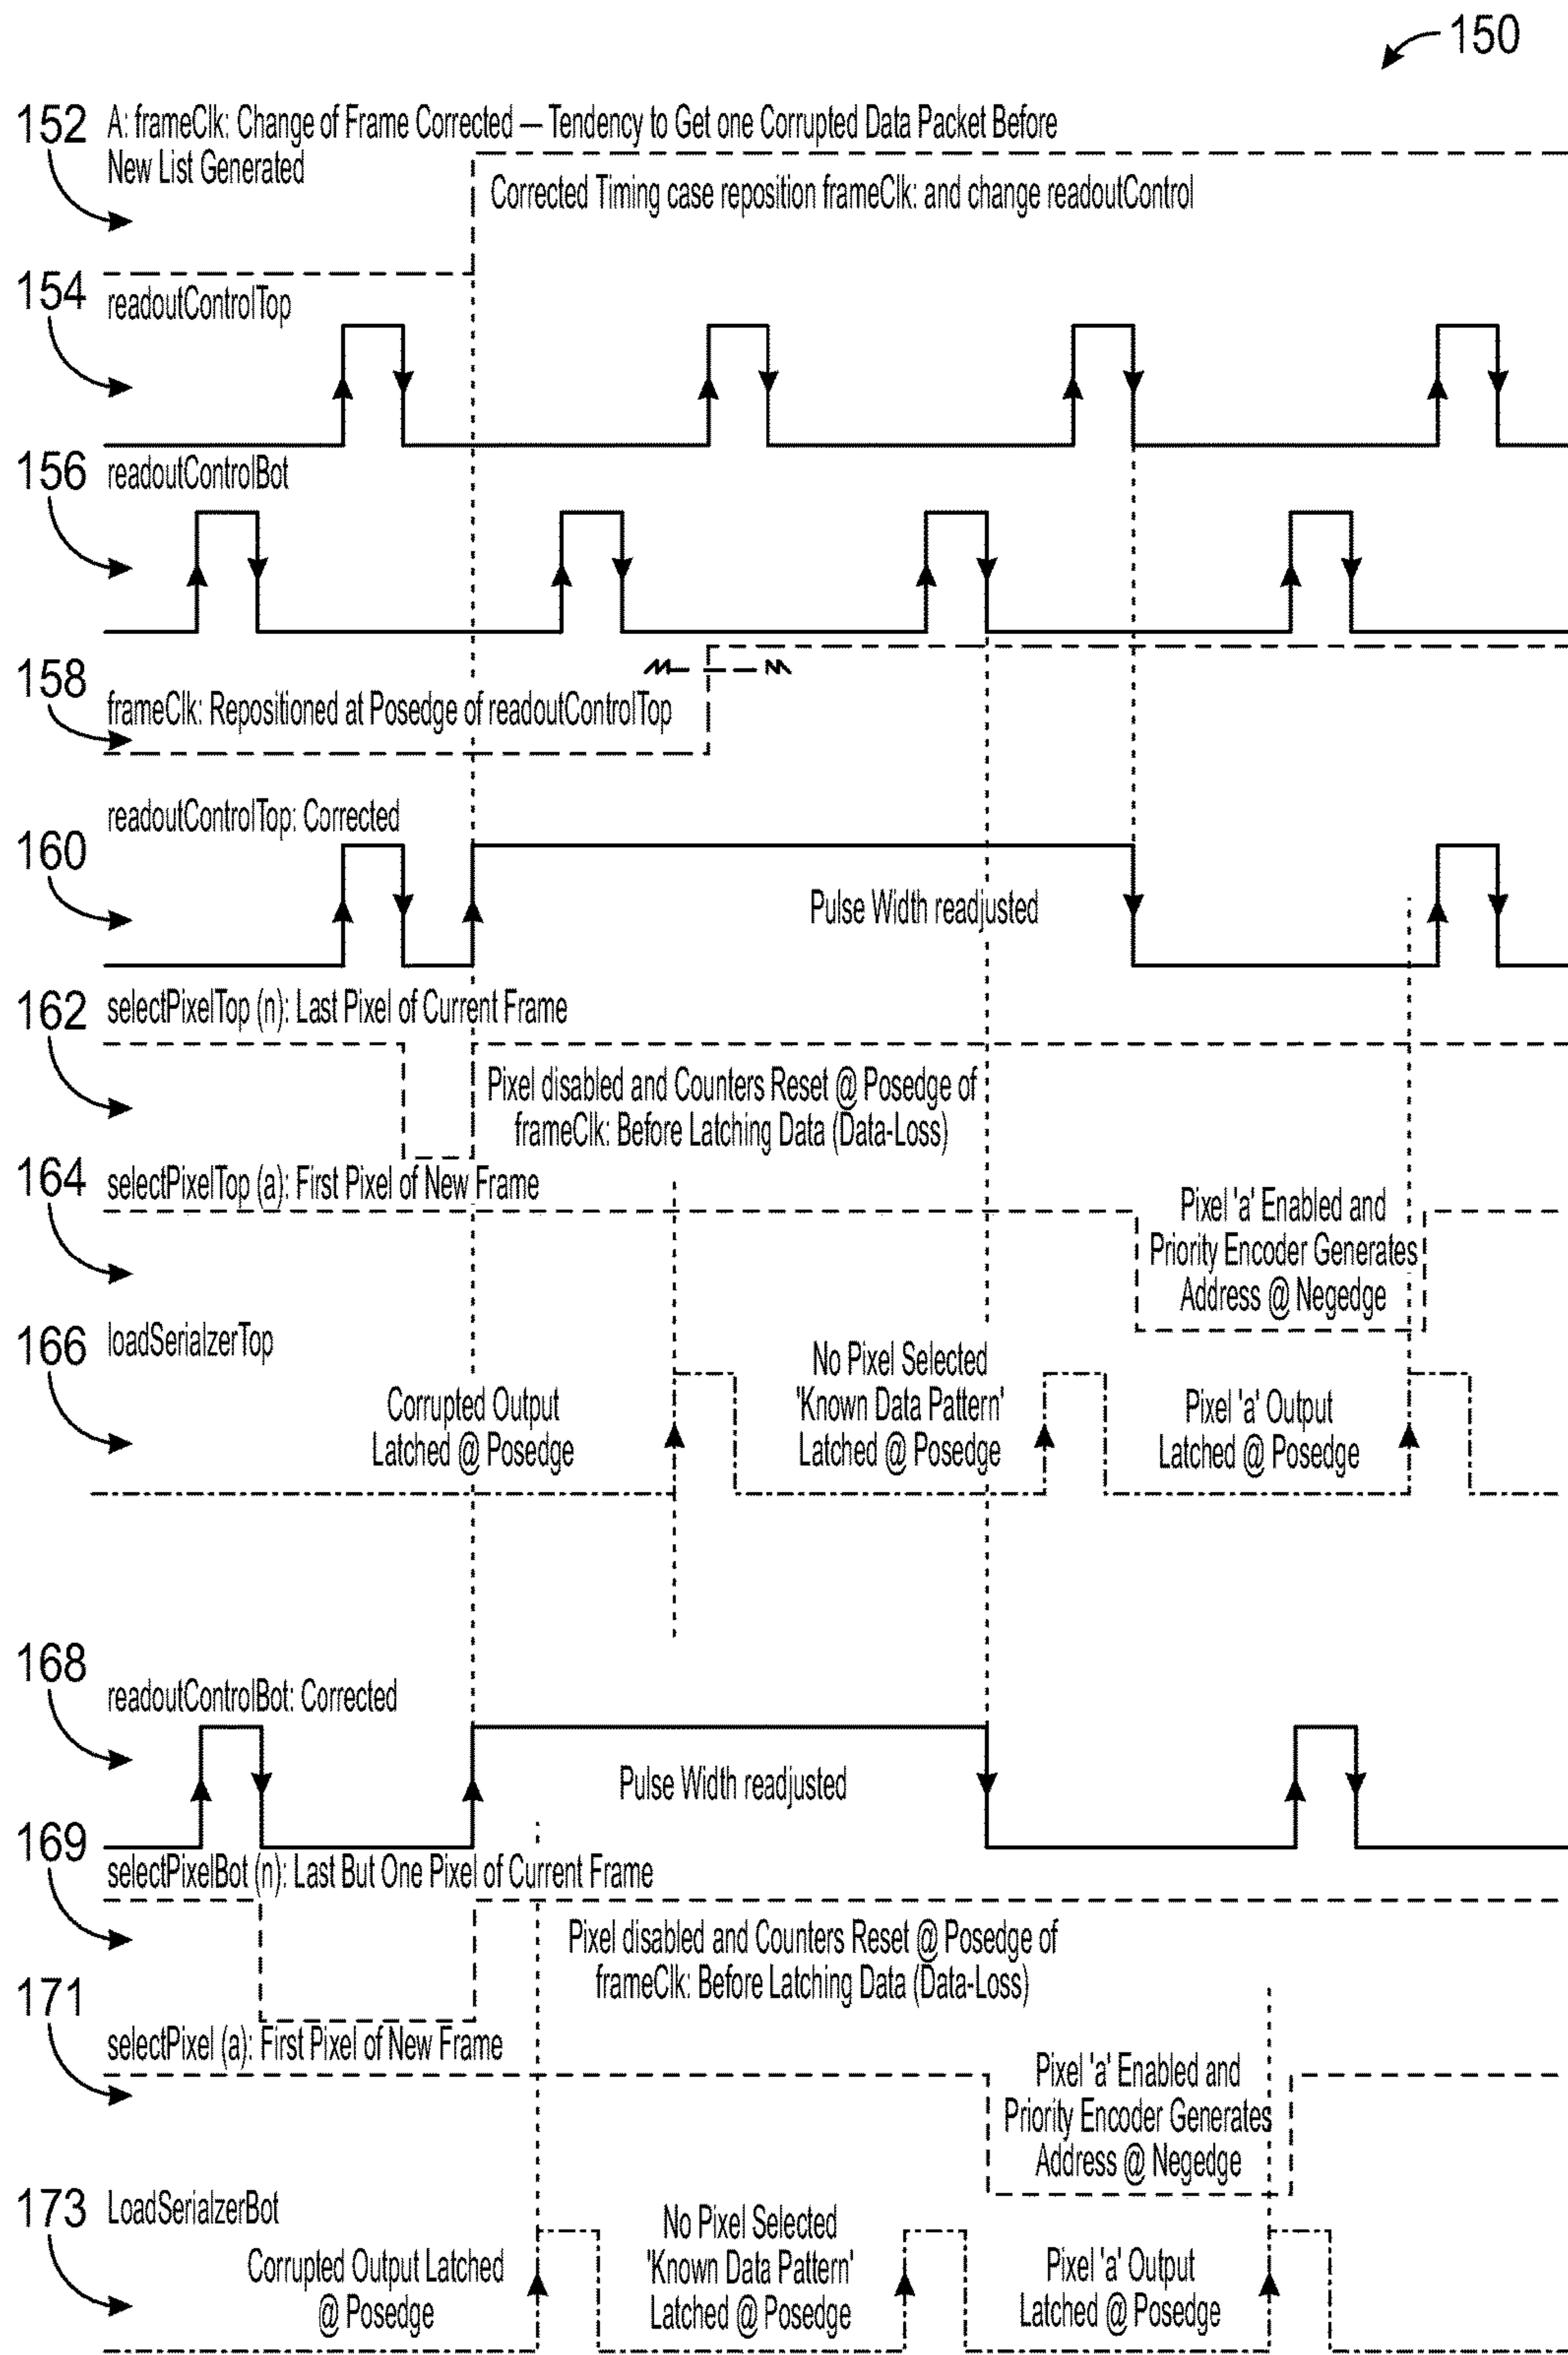 150
152 A: frameClk: Change of Frame Corrected — Tendency to Get one Corrupted Data Packet Before
New List Generated
Corrected Timing case reposition frameClk: and change readoutControl
154 readoutControlTop
156 readoutControlBot
158
frameClk: Repositioned at Posedge of readoutControlTop
readoutControlTop: Corrected
160
Pulse Width readjusted
162 selectPixelTop (n): Last Pixel of Current Frame
Pixel disabled and Counters Reset @ Posedge of
frameClk: Before Latching Data (Data-Loss)
164 selectPixelTop (a): First Pixel of New Frame
Pixel 'a' Enabled and
Priority Encoder Generates
Address @ Negedge
166 loadSerialzerTop
Corrupted Output
Latched @ Posedge
No Pixel Selected
'Known Data Pattern'
Latched @ Posedge
Pixel 'a' Output
Latched @ Posedge
168
readoutControlBot: Corrected
Pulse Width readjusted
169
selectPixelBot (n): Last But One Pixel of Current Frame
Pixel disabled and Counters Reset @ Posedge of
frameClk: Before Latching Data (Data-Loss)
171
selectPixel (a): First Pixel of New Frame
Pixel 'a' Enabled and
Priority Encoder Generates
Address @ Negedge
173 LoadSerialzerBot
Corrupted Output Latched
@ Posedge
No Pixel Selected
'Known Data Pattern'
Latched @ Posedge
Pixel 'a' Output
Latched @ Posedge